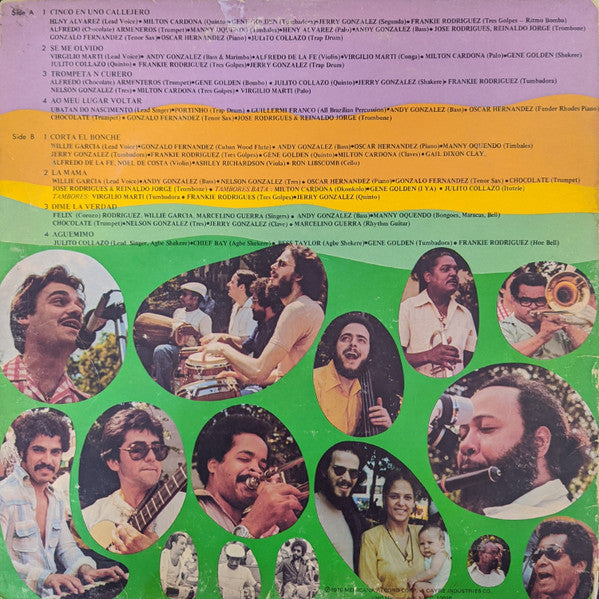 Side A 1 CINCO EN UNO CALLEJERO
HENY ALVAREZ (Lead Voice) • MILTON CARDONA (Quinto) • GENE GOLDEN (Tumbadora) • JERRY GONZALEZ (Segunda) • FRANKIE RODRIGUEZ (Tres Golpes — Ritmo Bomba)
ALFREDO (Chocolate) ARMENTEROS (Trumpet) • MANNY OQUENDO (Timbales) • HENY ALVAREZ (Palo) • ANDY GONZALEZ (Bass) • JOSE RODRIGUES, REINALDO JORGE (Trombone)
GONZALO FERNANDEZ (Tenor Sax) • OSCAR HERNANDEZ (Piano) • JULITO COLLAZO (Trap Drum)
2 SE ME OLVIDO
VIRGILIO MARTI (Lead Voice) • ANDY GONZALEZ (Bass & Marimba) • ALFREDO DE LA FE (Violin) • VIRGILIO MARTI (Conga) • MILTON CARDONA (Palo) • GENE GOLDEN (Shekere)
JULITO COLLAZO (Quinto) • FRANKIE RODRIGUEZ (Tres Golpes) • JERRY GONZALEZ (Trap Drum)
3 TROMPETA N CUERO
ALFREDO (Chocolate) ARMENTEROS (Trumpet) • GENE GOLDEN (Bombo) • JULITO COLLAZO (Quinto) • JERRY GONZALEZ (Shekere) • FRANKIE RODRIGUEZ (Tumbadora)
NELSON GONZALEZ (Tres) • MILTON CARDONA (Tres Golpes) • VIRGILIO MARTI (Palo)
4 AO MEU LUGAR VOLTAR
UBATAN DO NASCIMENTO (Lead Singer) • PORTINHO (Trap Drum) • GUILLERMI FRANCO (All Brazilian Percussion) • ANDY GONZALEZ (Bass) • OSCAR HERNANDEZ (Fender Rhodes Piano)
CHOCOLATE (Trumpet) • GONZALO FERNANDEZ (Tenor Sax) • JOSE RODRIGUES & REINALDO JORGE (Trombone)
Side B 1 CORTA EL BONCHE
WILLIE GARCIA (Lead Voice) • GONZALO FERNANDEZ (Cuban Wood Flute) • ANDY GONZALEZ (Bass) • OSCAR HERNANDEZ (Piano) • MANNY OQUENDO (Timbales)
JERRY GONZALEZ (Tumbadora) • FRANKIE RODRIGUEZ (Tres Golpes) • GENE GOLDEN (Quinto) • MILTON CARDONA (Claves) • GAIL DIXON CLAY,
ALFREDO DE LA FE, NOEL DE COSTA (Violins) • ASHLEY RICHARDSON (Viola) • RON LIBSCOMB (Cello)
2 LA MAMA
WILLIE GARCIA (Lead Voice) • ANDY GONZALEZ (Bass) • NELSON GONZALEZ (Tres) • OSCAR HERNANDEZ (Piano) • GONZALO FERNANDEZ (Tenor Sax) • CHOCOLATE (Trumpet)
JOSE RODRIGUES & REINALDO JORGE (Trombone) • TAMBORES BATA: MILTON CARDONA (Okonkolo) • GENE GOLDEN (I YA) • JULITO COLLAZO (Itotele)
TAMBORES: VIRGILIO MARTI (Tumbadora • FRANKIE RODRIGUES (Tres Golpes) • JERRY GONZALEZ (Quinto)
3 DIME LA VERDAD
FELIX (Corozo) RODRIGUEZ, WILLIE GARCIA, MARCELINO GUERRA (Singers) • ANDY GONZALEZ (Bass) • MANNY OQUENDO (Bongoes, Maracas, Bell)
CHOCOLATE (Trumpet) • NELSON GONZALEZ (Tres) • JERRY GONZALEZ (Clave) • MARCELINO GUERRA (Rhythm Guitar)
4 AGUEMIMO
JULITO COLLAZO (Lead, Singer, Agbe Shekere) • CHIEF BAY (Agbe Shekere) • BESS TAYLOR (Agbe Shekere) • GENE GOLDEN (Tumbadora) • FRANKIE RODRIGUEZ (Hoe Bell)